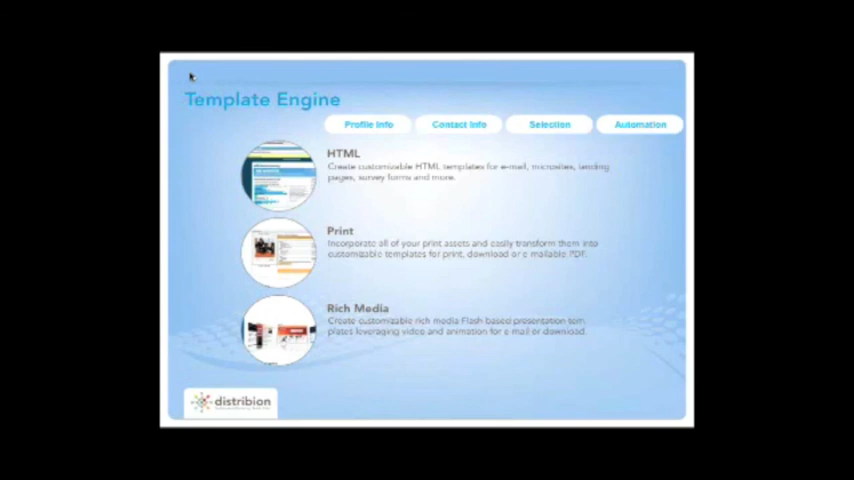 Template Engine
Profile Info
Contact Info
Selection
Automation
HTML
Create customizable HTML templates for e-mail, microsites, landing
pages, survey forms and more.
Print
Incorporate all of your print assets and easily transform them into
customizable templates for print, download or e-mailable PDF.
Rich Media
Create customizable rich media Flash based presentation tem
plates leveraging video and animation for e-mail or download.
distribion